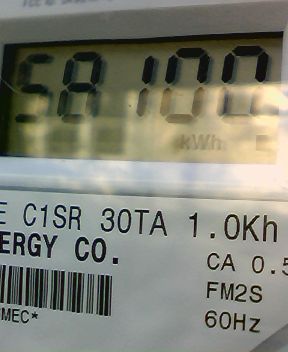 58100
kWh
E C1SR 30TA 1.0Kh
ERGY CO.
CA 0.5
FM2S
60Hz
MEC*